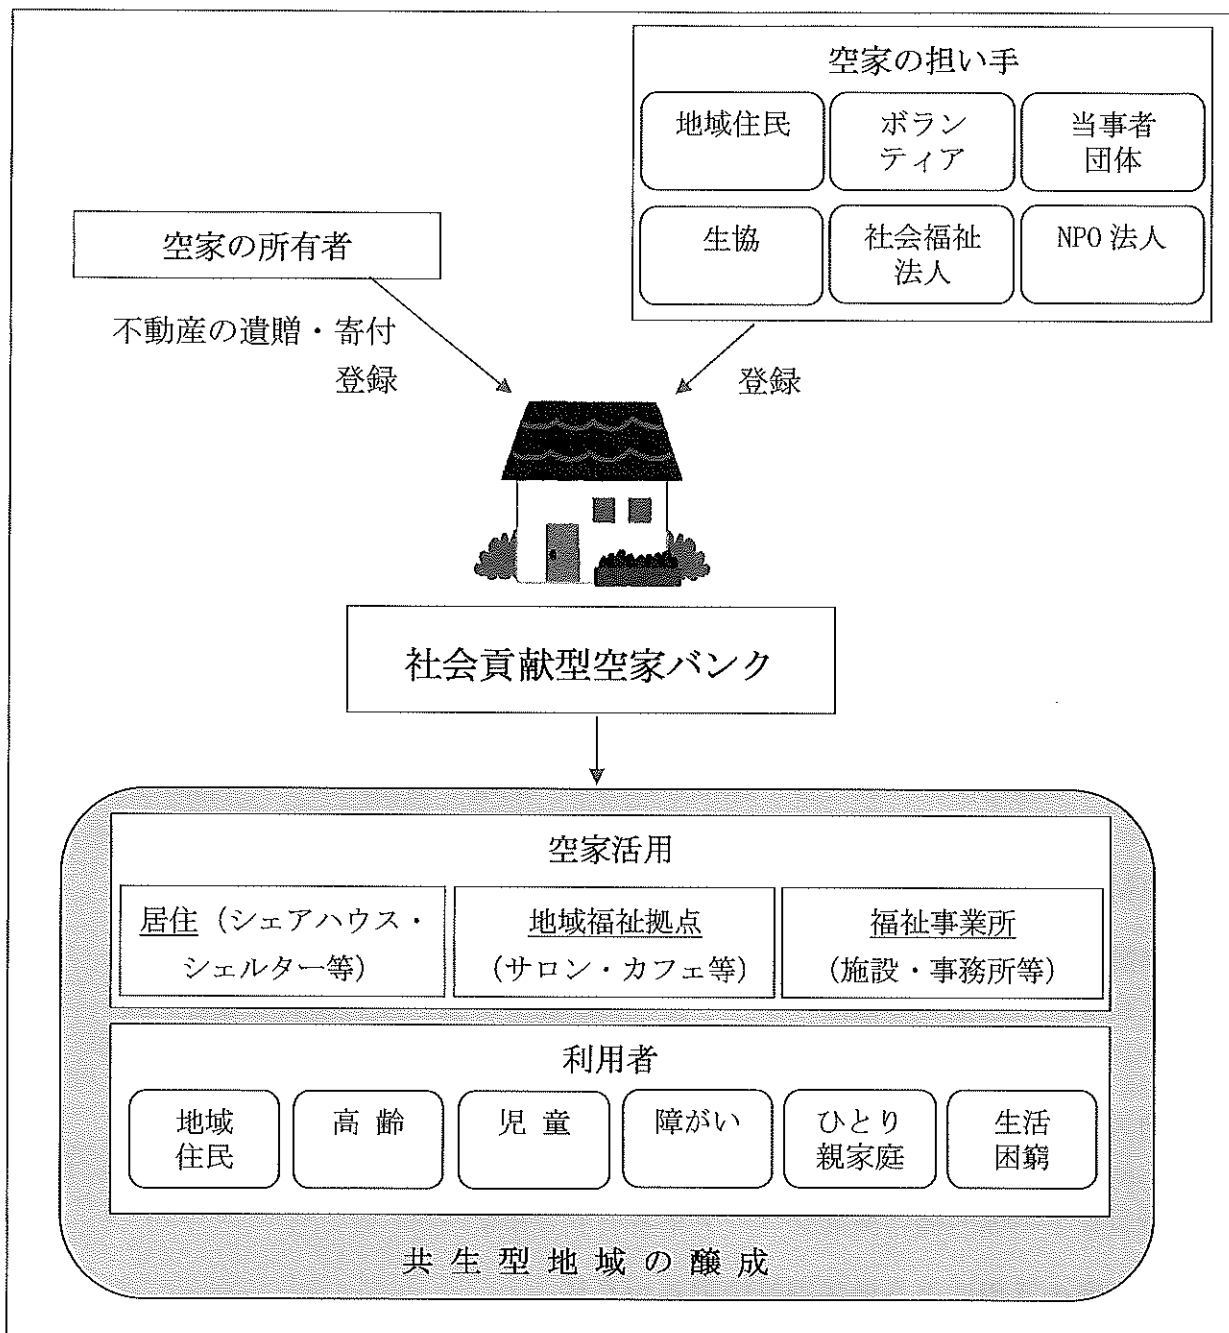 空家の担い手
地域住民
ボラン
ティア
当事者
団体
生協
社会福祉
法人
NPO 法人
空家の所有者
不動産の遺贈・寄付
登録
登録
社会貢献型空家バンク
空家活用
居住（シェアハウス・
シェルター等）
地域福祉拠点
（サロン・カフェ等）
福祉事業所
（施設・事務所等）
利用者
地域
住民
高 齢
児 童
障がい
ひとり
親家庭
生活
困窮
共 生 型 地 域 の 醸 成